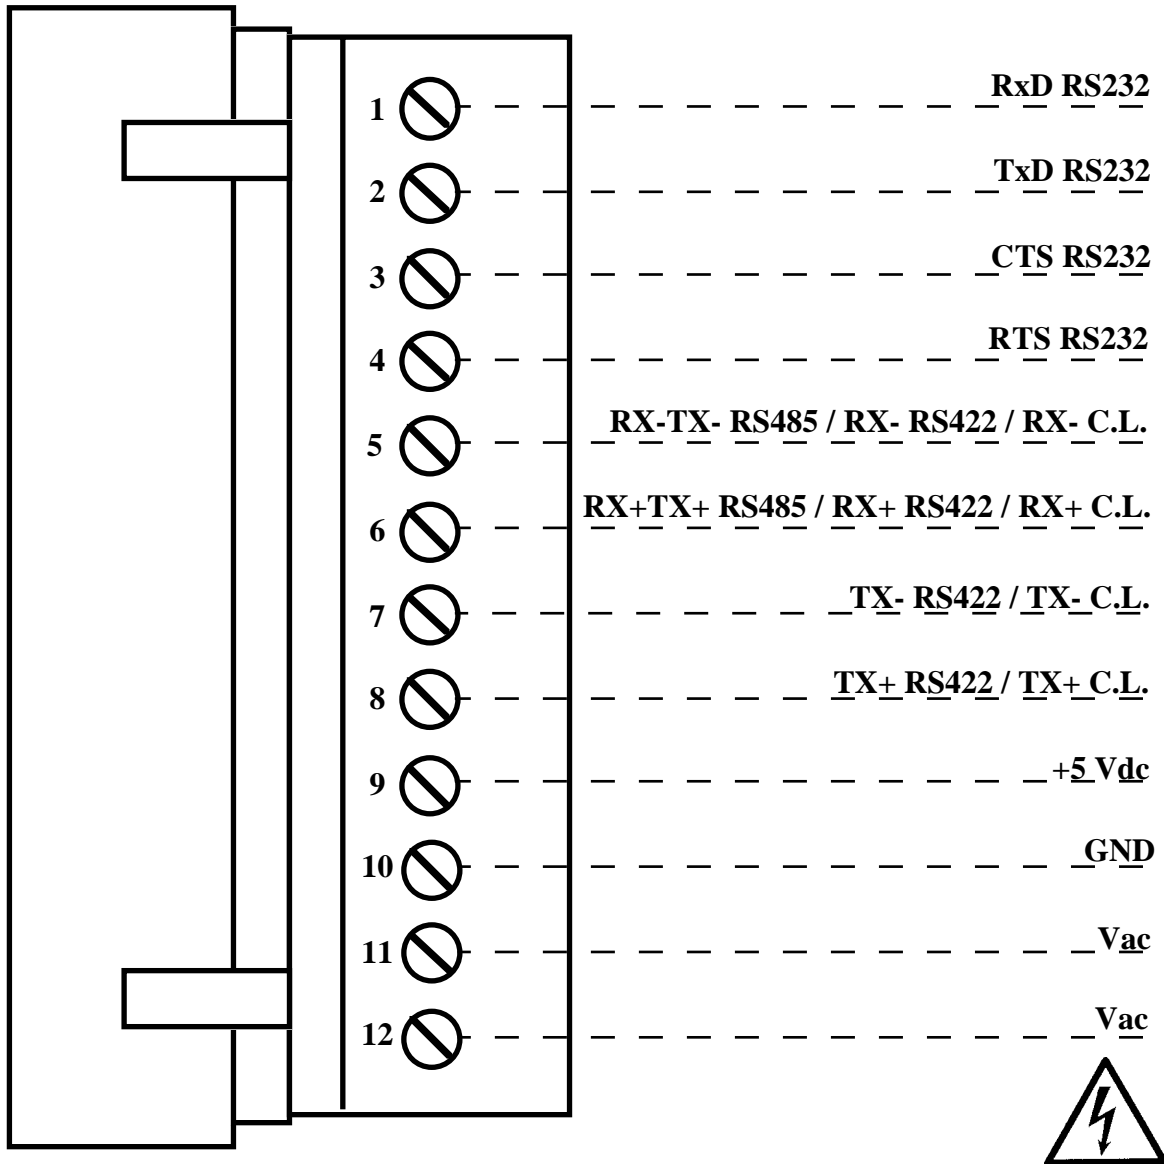 1 RxD RS232
2 TxD RS232
3 CTS RS232
4 RTS RS232
5 RX-TX- RS485 / RX- RS422 / RX- C.L.
6 RX+TX+ RS485 / RX+ RS422 / RX+ C.L.
7 TX- RS422 / TX- C.L.
8 TX+ RS422 / TX+ C.L.
9 +5 Vdc
10 GND
11 Vac
12 Vac